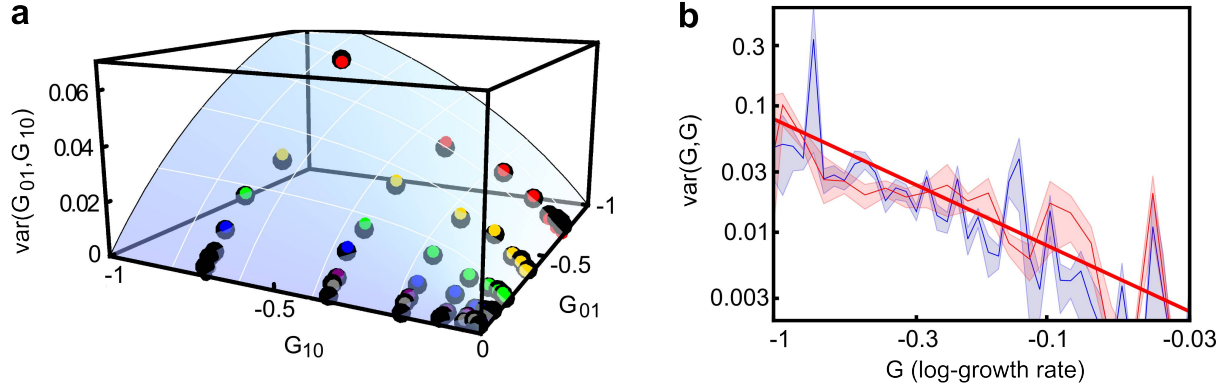 a
b
var(G01,G10)
0.06
0.04
0.02
0
-1
-0.5
0
G10
-1
-0.5
G01
var(G,G)
0.3
0.1
0.03
0.01
0.003
-1
-0.3
-0.1
-0.03
G (log-growth rate)